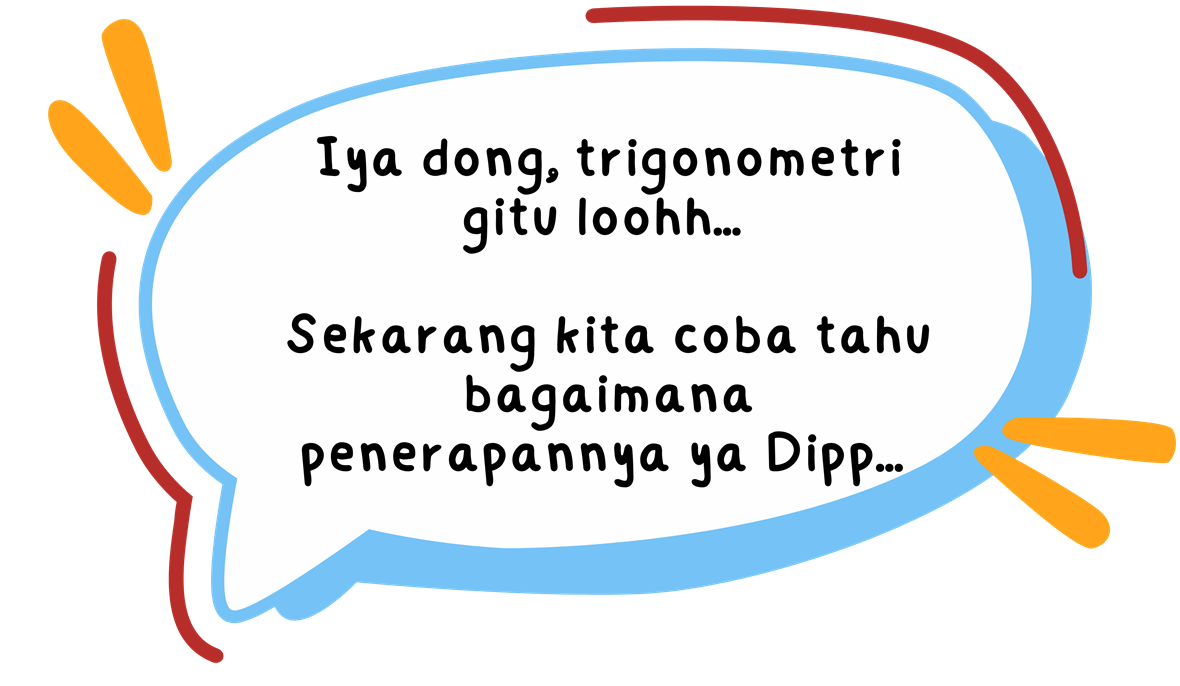 Iya dong, trigonometri
gitu loohh...
Sekarang kita coba tahu
bagaimana
penerapannya ya Dipp...